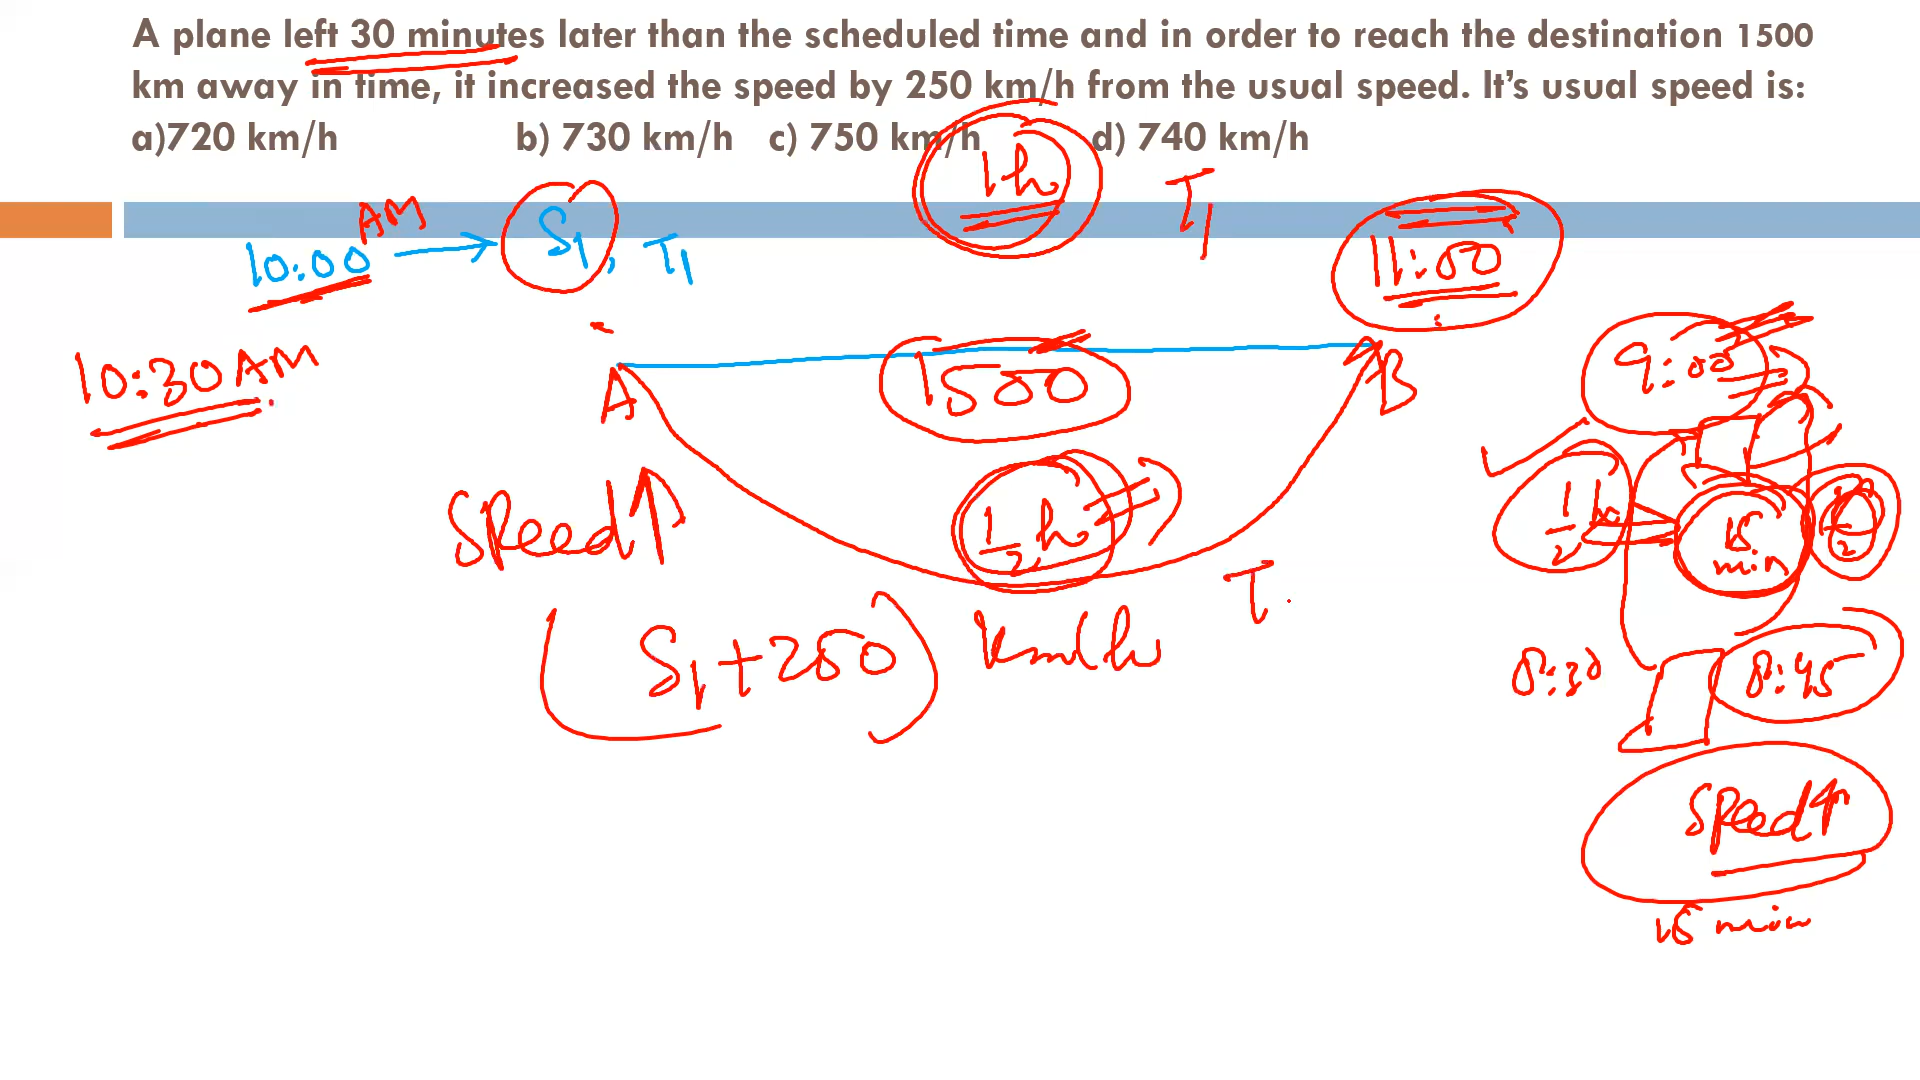 A plane left 30 minutes later than the scheduled time and in order to reach the destination 1500
km away in time, it increased the speed by 250 km/h from the usual speed. It's usual speed is:
a)720 km/h b) 730 km/h c) 750 km/h d) 740 km/h
1h
T1
10:00 AM → S1, T1
11:00
10:30 AM
A 1500 B
9:00
Speed↑
1/2 h
1/2 h
15 min
1/2
T
(S1+250) km/h
8:30
8:45
Speed↑
15 min